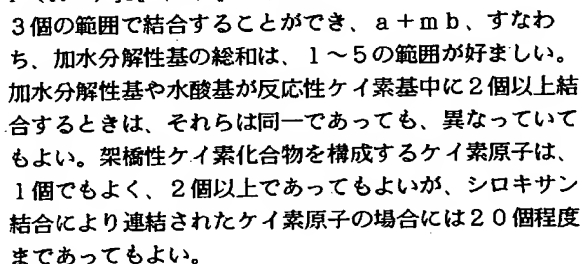 3個の範囲で結合することができ、a+mb、すなわ
ち、加水分解性基の総和は、1〜5の範囲が好ましい。
加水分解性基や水酸基が反応性ケイ素基中に2個以上結
合するときは、それらは同一であっても、異なっていて
もよい。架橋性ケイ素化合物を構成するケイ素原子は、
1個でもよく、2個以上であってもよいが、シロキサン
結合により連結されたケイ素原子の場合には20個程度
まであってもよい。